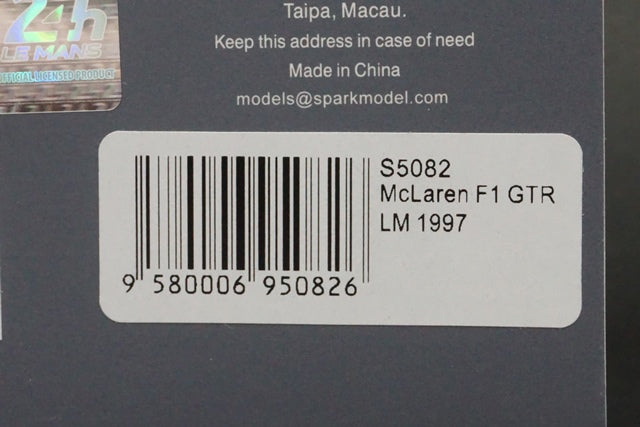 24h
LE MANS
OFFICIAL LICENSED PRODUCT
Taipa, Macau.
Keep this address in case of need
Made in China
models@sparkmodel.com
S5082
McLaren F1 GTR
LM 1997
9 580006 950826